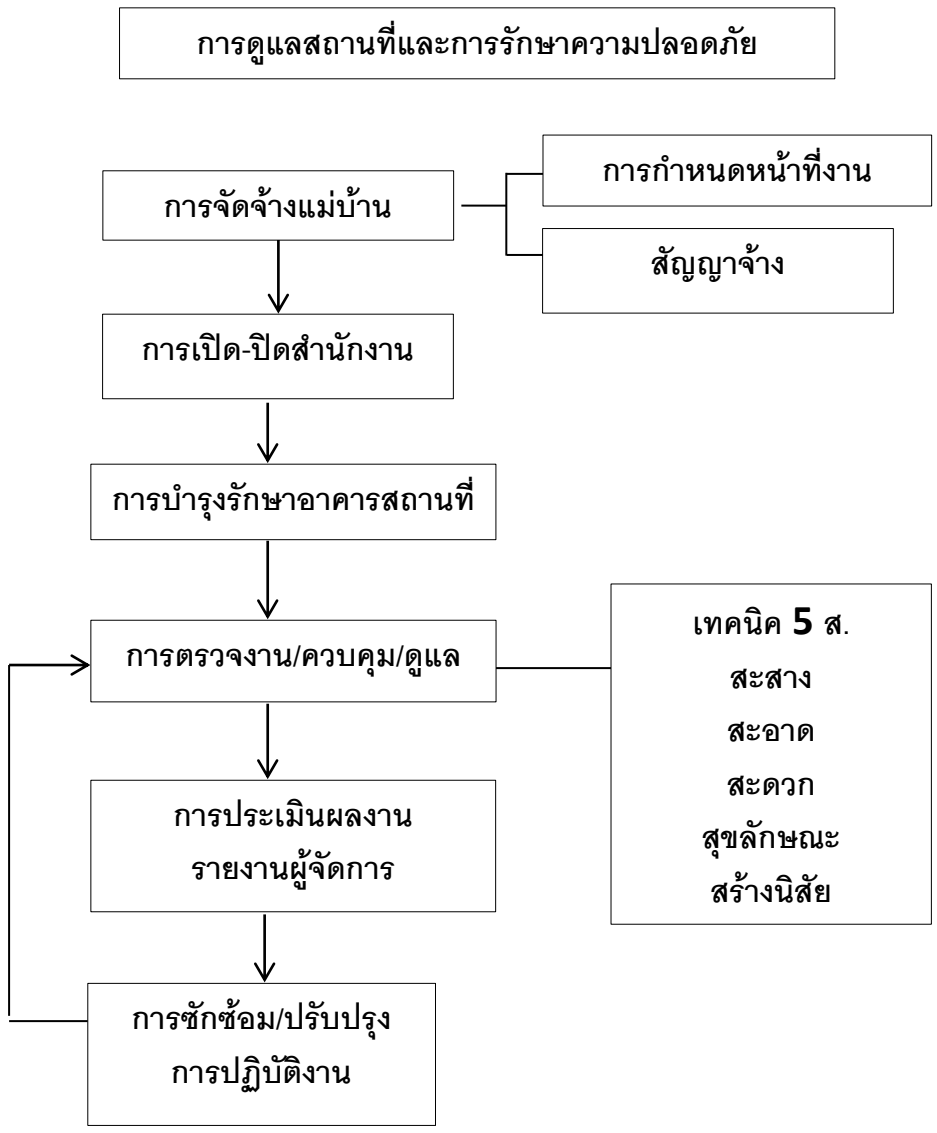 การดูแลสถานที่และการรักษาความปลอดภัย
การกำหนดหน้าที่งาน
การจัดจ้างแม่บ้าน
สัญญาจ้าง
การเปิด-ปิดสำนักงาน
การบำรุงรักษาอาคารสถานที่
การตรวจงาน/ควบคุม/ดูแล
เทคนิค 5 ส.
สะสาง
สะอาด
สะดวก
สุขลักษณะ
สร้างนิสัย
การประเมินผลงาน
รายงานผู้จัดการ
การซักซ้อม/ปรับปรุง
การปฏิบัติงาน